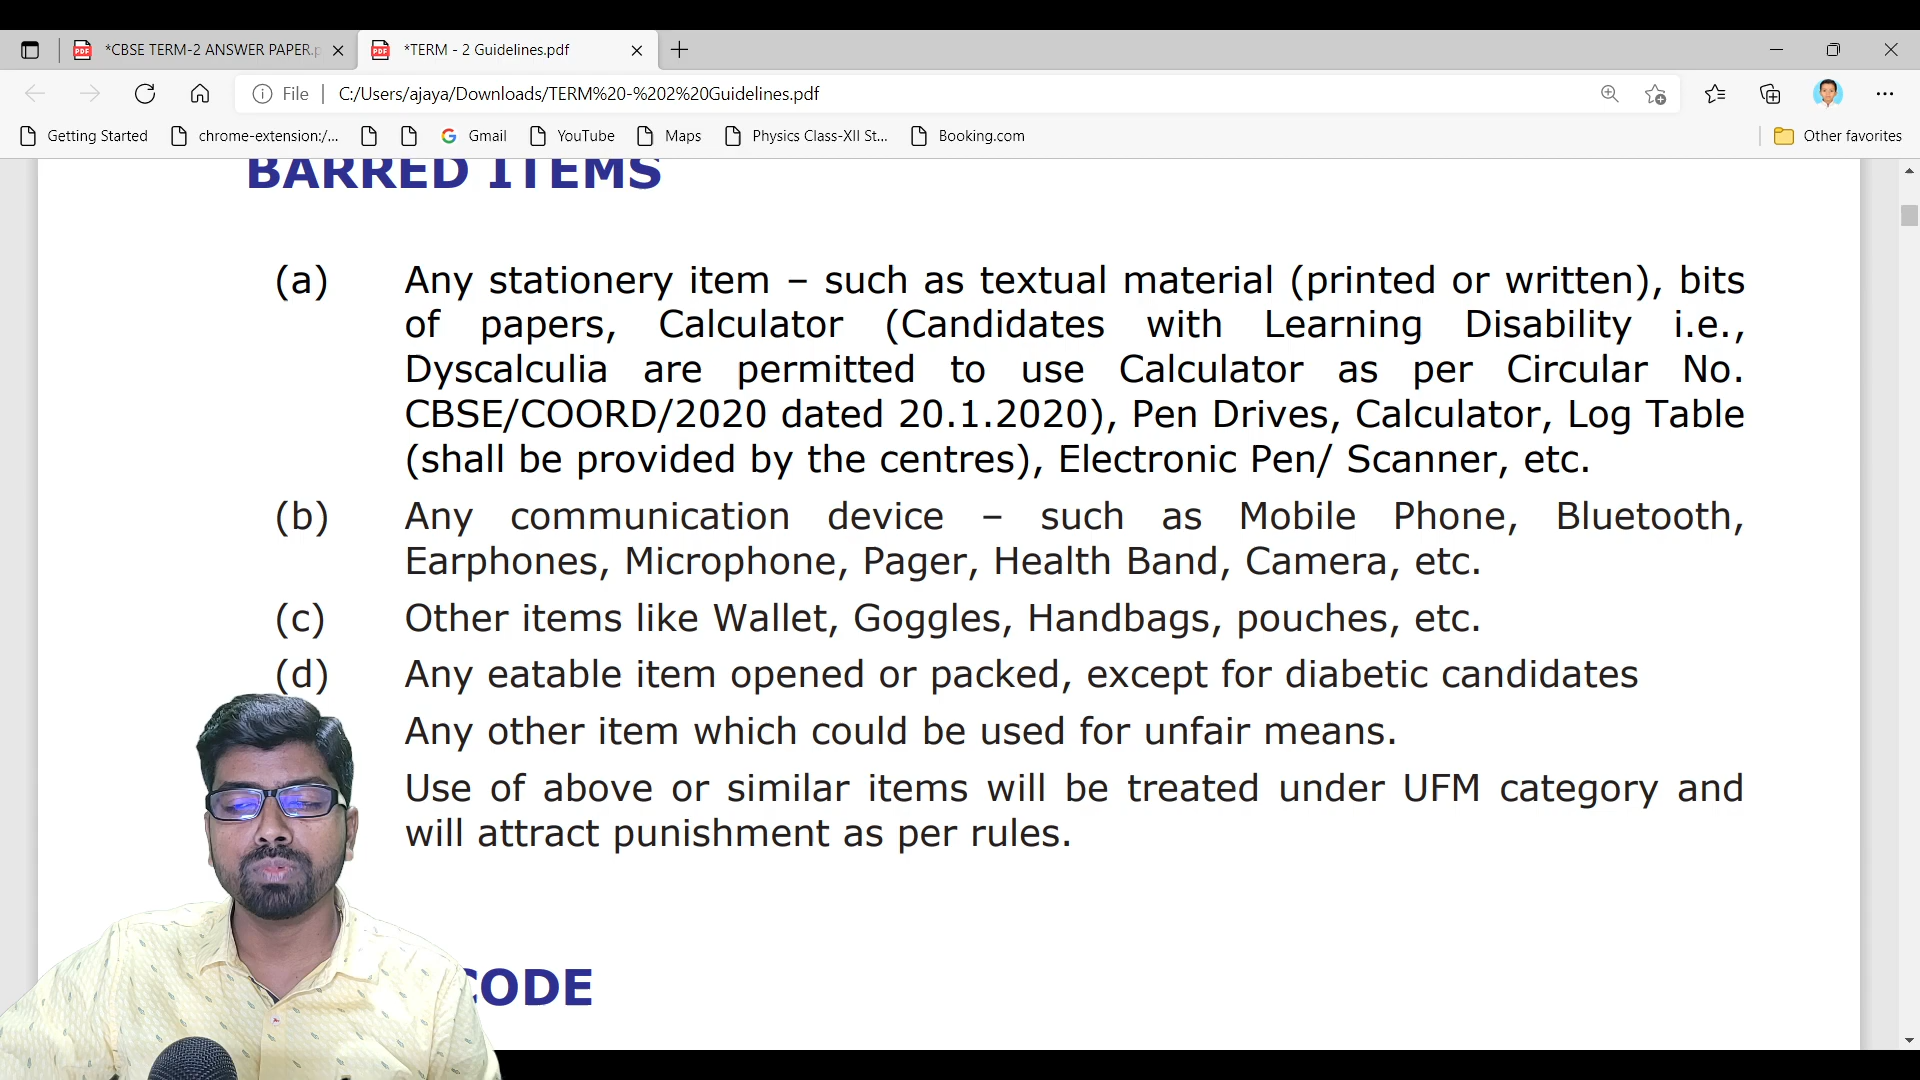 *CBSE TERM-2 ANSWER PAPER.p
*TERM - 2 Guidelines.pdf
File
C:/Users/ajaya/Downloads/TERM%20-%202%20Guidelines.pdf
Getting Started
chrome-extension:/...
Gmail
YouTube
Maps
Physics Class-XII St...
Booking.com
Other favorites
BARRED ITEMS
(a) Any stationery item – such as textual material (printed or written), bits
of papers, Calculator (Candidates with Learning Disability i.e.,
Dyscalculia are permitted to use Calculator as per Circular No.
CBSE/COORD/2020 dated 20.1.2020), Pen Drives, Calculator, Log Table
(shall be provided by the centres), Electronic Pen/ Scanner, etc.
(b) Any communication device – such as Mobile Phone, Bluetooth,
Earphones, Microphone, Pager, Health Band, Camera, etc.
(c) Other items like Wallet, Goggles, Handbags, pouches, etc.
(d) Any eatable item opened or packed, except for diabetic candidates
Any other item which could be used for unfair means.
Use of above or similar items will be treated under UFM category and
will attract punishment as per rules.
CODE